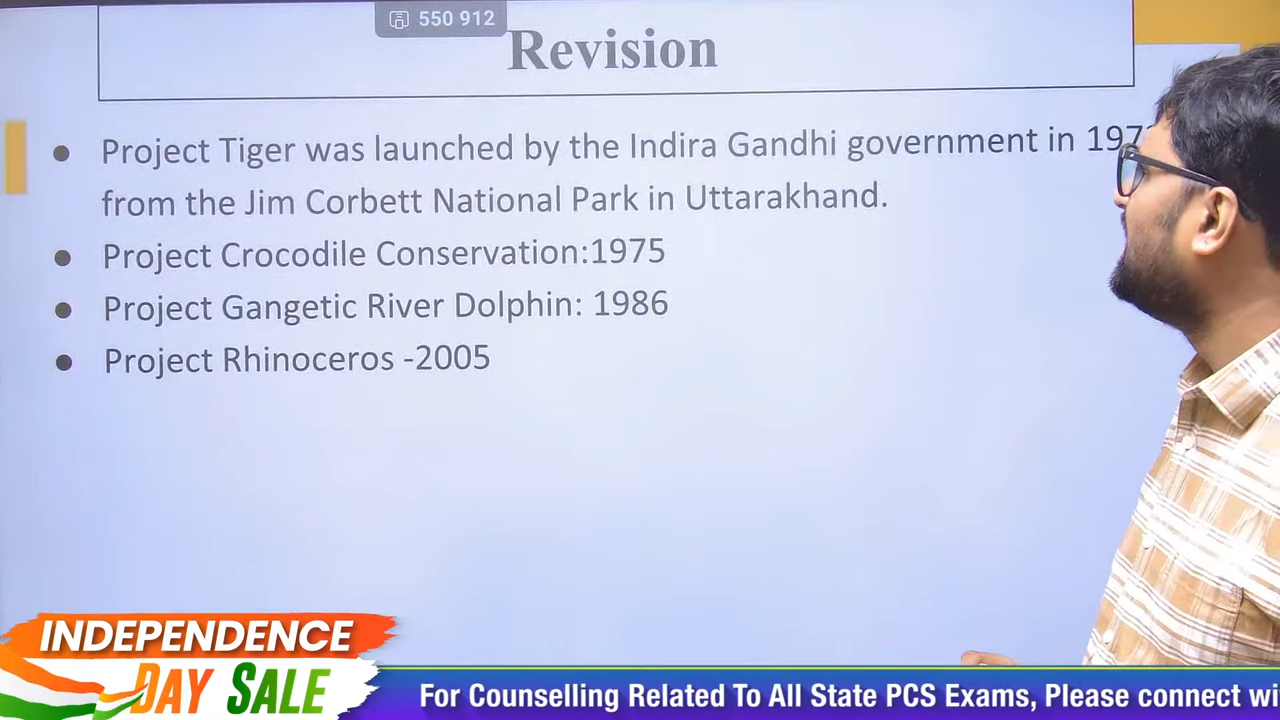 550 912
Revision
● Project Tiger was launched by the Indira Gandhi government in
from the Jim Corbett National Park in Uttarakhand.
● Project Crocodile Conservation:1975
● Project Gangetic River Dolphin: 1986
● Project Rhinoceros -2005
INDEPENDENCE
DAY SALE
For Counselling Related To All State PCS Exams, Please connect